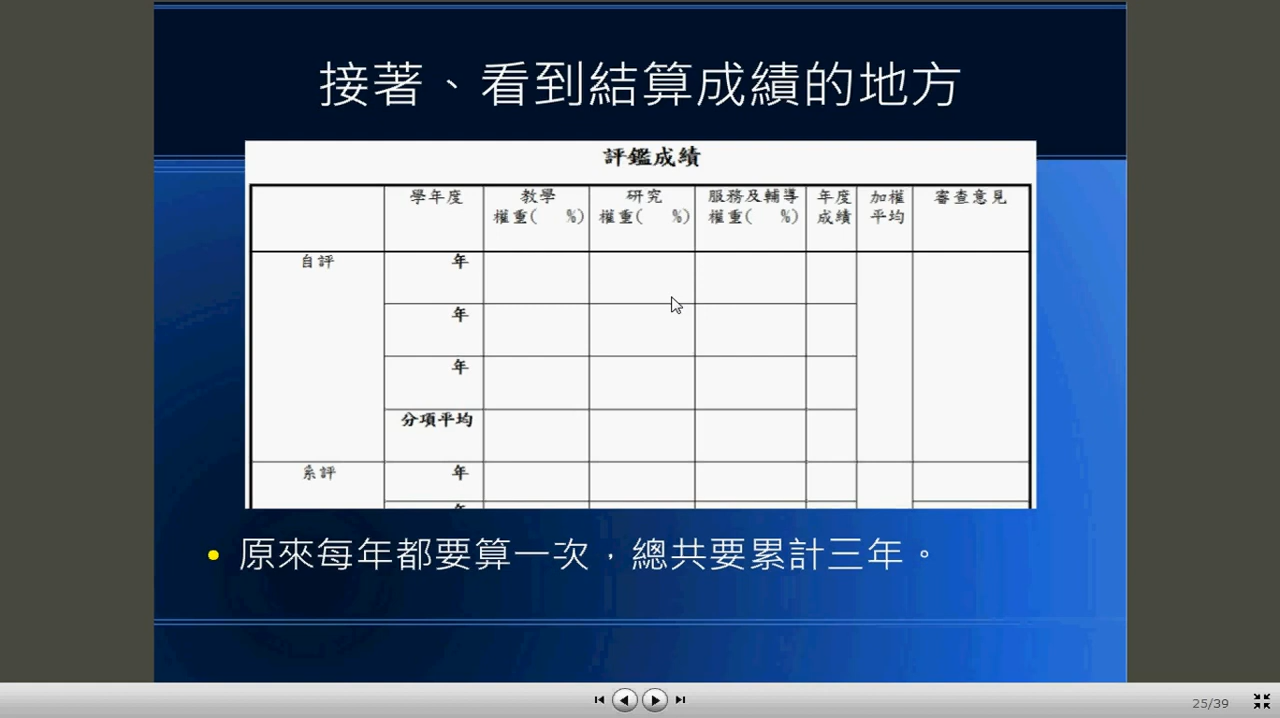 接著、看到結算成績的地方
評鑑成績
學年度 教學 研究 服務及輔導 年度 加權 審查意見
權重( %) 權重( %) 權重( %) 成績 平均
自評 年
年
年
分項平均
系評 年
• 原來每年都要算一次，總共要累計三年。
25/39